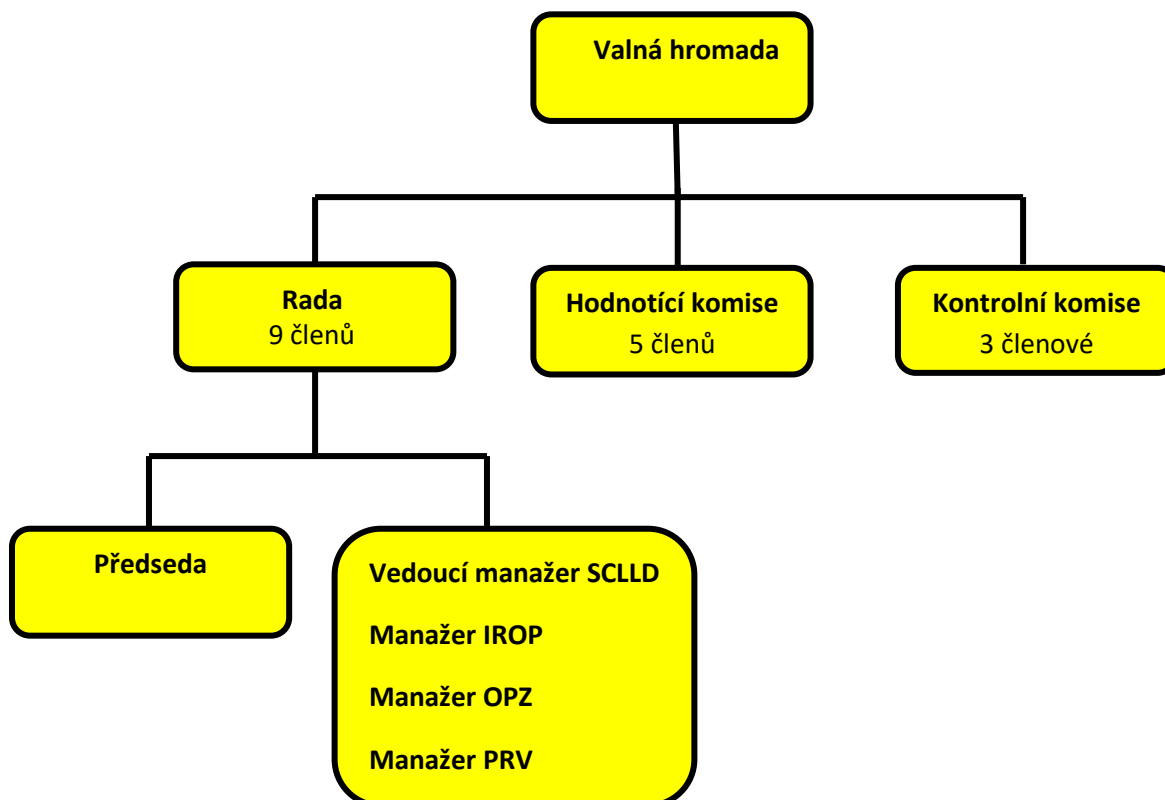 Valná hromada
Rada
9 členů
Hodnotící komise
5 členů
Kontrolní komise
3 členové
Předseda
Vedoucí manažer SCLLD
Manažer IROP
Manažer OPZ
Manažer PRV